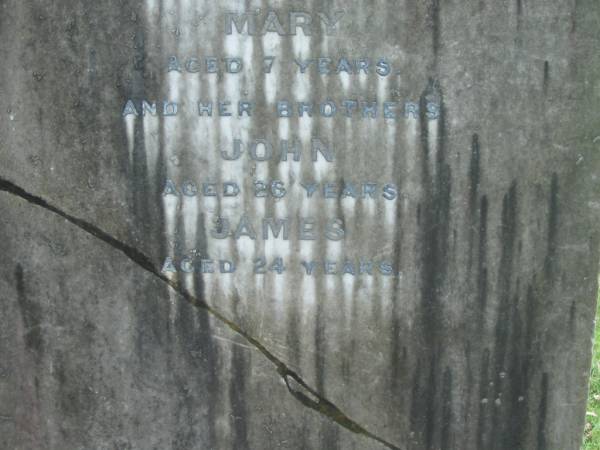 MARY
AGED 7 YEARS.
AND HER BROTHERS
JOHN
AGED 26 YEARS.
JAMES
AGED 24 YEARS.